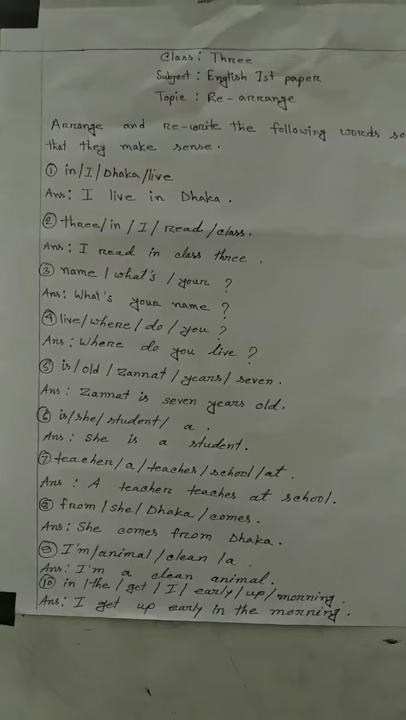 Class: Three
Subject: English Ist paper
Topic: Re-arrange
Arrange and re-write the following words so
that they make sense.
① in/I/Dhaka/live
Ans: I live in Dhaka.
② three/in/I/read/class.
Ans: I read in class three.
③ name/what's/your?
Ans: What's your name?
④ live/where/do/you?
Ans: Where do you live?
⑤ is/old/Zannat/years/seven.
Ans: Zannat is seven years old.
⑥ is/she/student/a.
Ans: She is a student.
⑦ teacher/a/teaches/school/at.
Ans: A teacher teaches at school.
⑧ from/she/Dhaka/comes.
Ans: She comes from Dhaka.
⑨ I'm/animal/clean/a.
Ans: I'm a clean animal.
⑩ in/the/get/I/early/up/morning.
Ans: I get up early in the morning.